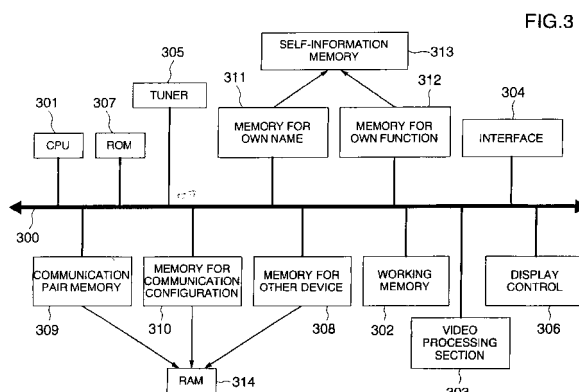 FIG.3
SELF-INFORMATION
MEMORY
313
305
TUNER
311
312
304
301
CPU
307
ROM
MEMORY FOR
OWN NAME
MEMORY FOR
OWN FUNCTION
INTERFACE
300
COMMUNICATION
PAIR MEMORY
309
MEMORY FOR
COMMUNICATION
CONFIGURATION
310
MEMORY FOR
OTHER DEVICE
308
WORKING
MEMORY
302
DISPLAY
CONTROL
306
VIDEO
PROCESSING
SECTION
303
RAM
314